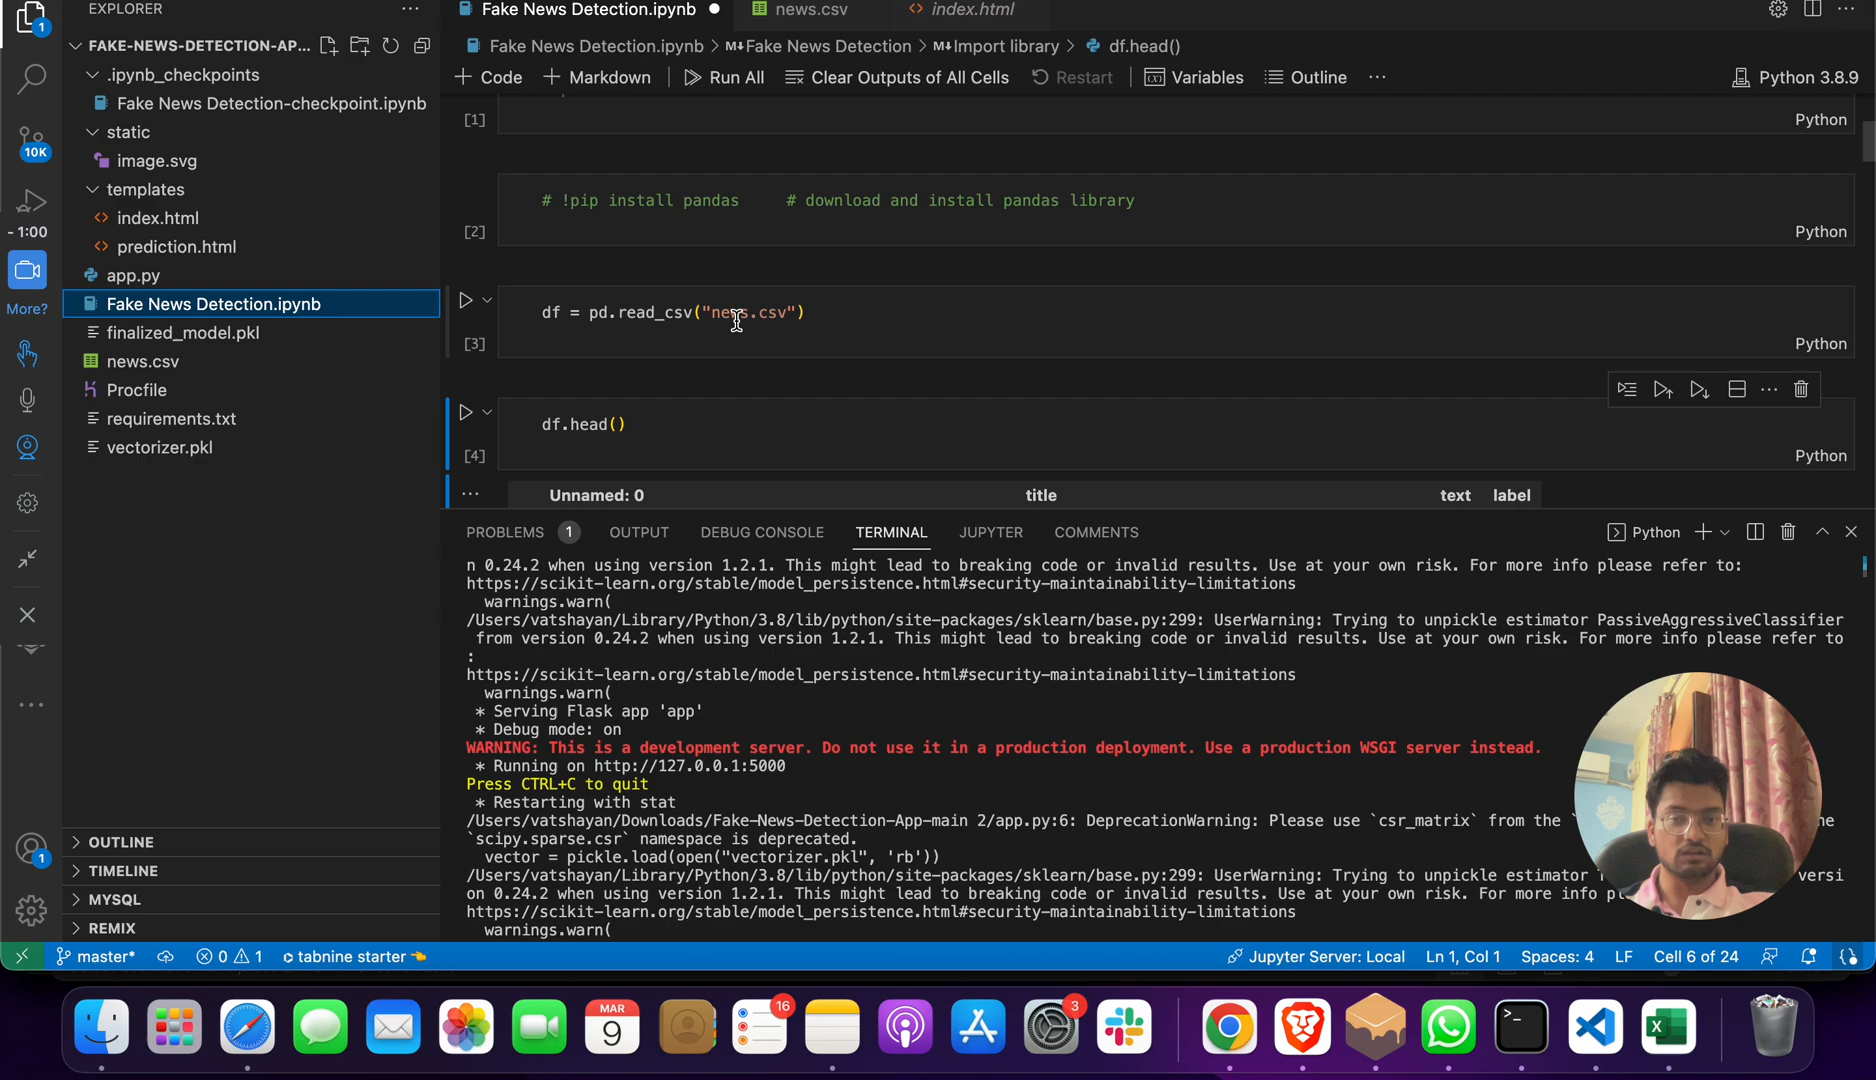 EXPLORER
Fake News Detection.ipynb
news.csv
index.html
1
FAKE-NEWS-DETECTION-AP...
Fake News Detection.ipynb > M↓Fake News Detection > M↓Import library > df.head()
.ipynb_checkpoints
Code
Markdown
Run All
Clear Outputs of All Cells
Restart
Variables
Outline
Python 3.8.9
Fake News Detection-checkpoint.ipynb
[1]
Python
static
10K
image.svg
templates
# !pip install pandas     # download and install pandas library
index.html
[2]
Python
- 1:00
prediction.html
app.py
More?
Fake News Detection.ipynb
df = pd.read_csv("news.csv")
finalized_model.pkl
[3]
Python
news.csv
Procfile
requirements.txt
df.head()
vectorizer.pkl
[4]
Python
Unnamed: 0
title
text
label
PROBLEMS 1
OUTPUT
DEBUG CONSOLE
TERMINAL
JUPYTER
COMMENTS
Python
n 0.24.2 when using version 1.2.1. This might lead to breaking code or invalid results. Use at your own risk. For more info please refer to:
https://scikit-learn.org/stable/model_persistence.html#security-maintainability-limitations
  warnings.warn(
/Users/vatshayan/Library/Python/3.8/lib/python/site-packages/sklearn/base.py:299: UserWarning: Trying to unpickle estimator PassiveAggressiveClassifier
 from version 0.24.2 when using version 1.2.1. This might lead to breaking code or invalid results. Use at your own risk. For more info please refer to
:
https://scikit-learn.org/stable/model_persistence.html#security-maintainability-limitations
  warnings.warn(
 * Serving Flask app 'app'
 * Debug mode: on
WARNING: This is a development server. Do not use it in a production deployment. Use a production WSGI server instead.
 * Running on http://127.0.0.1:5000
Press CTRL+C to quit
 * Restarting with stat
/Users/vatshayan/Downloads/Fake-News-Detection-App-main 2/app.py:6: DeprecationWarning: Please use `csr_matrix` from the
`scipy.sparse.csr` namespace is deprecated.
  vector = pickle.load(open("vectorizer.pkl", 'rb'))
/Users/vatshayan/Library/Python/3.8/lib/python/site-packages/sklearn/base.py:299: UserWarning: Trying to unpickle estimator versi
on 0.24.2 when using version 1.2.1. This might lead to breaking code or invalid results. Use at your own risk. For more info
https://scikit-learn.org/stable/model_persistence.html#security-maintainability-limitations
  warnings.warn(
OUTLINE
1
TIMELINE
MYSQL
REMIX
master*
0
1
tabnine starter
Jupyter Server: Local
Ln 1, Col 1
Spaces: 4
LF
Cell 6 of 24
MAR
9
16
3